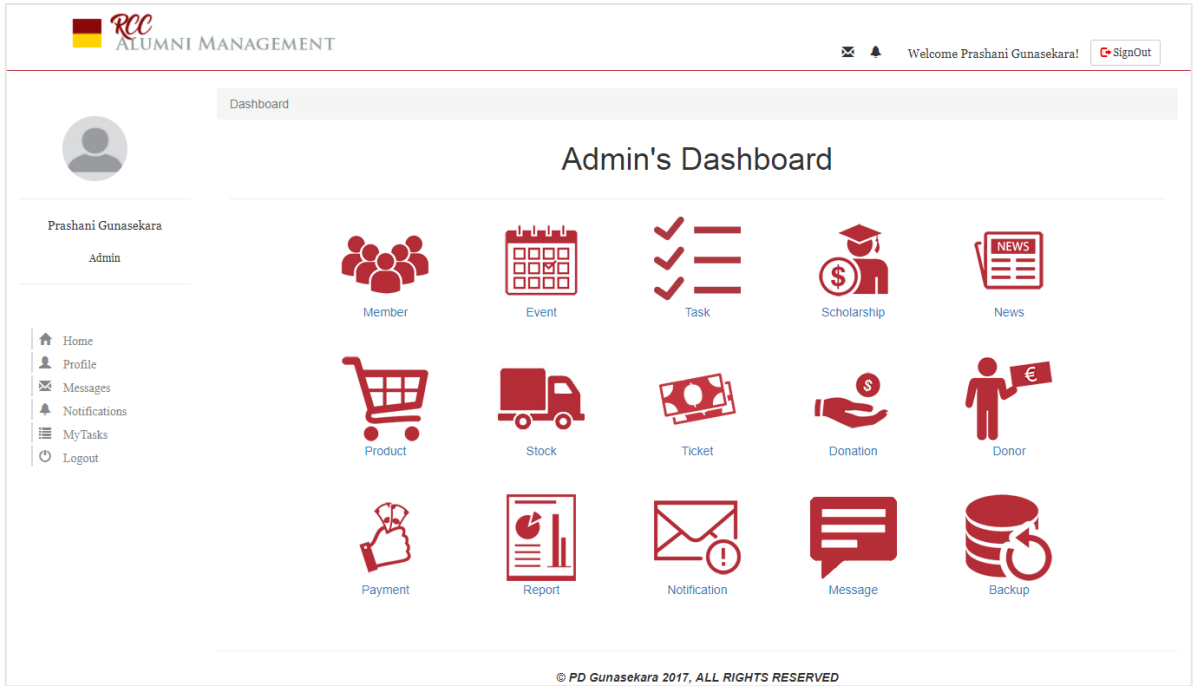 RCC
ALUMNI MANAGEMENT
Welcome Prashani Gunasekara!
SignOut
Dashboard
Admin's Dashboard
Prashani Gunasekara
Admin
Home
Profile
Messages
Notifications
MyTasks
Logout
NEWS
$
Member
Event
Task
Scholarship
News
$
€
Product
Stock
Ticket
Donation
Donor
!
Payment
Report
Notification
Message
Backup
© PD Gunasekara 2017, ALL RIGHTS RESERVED